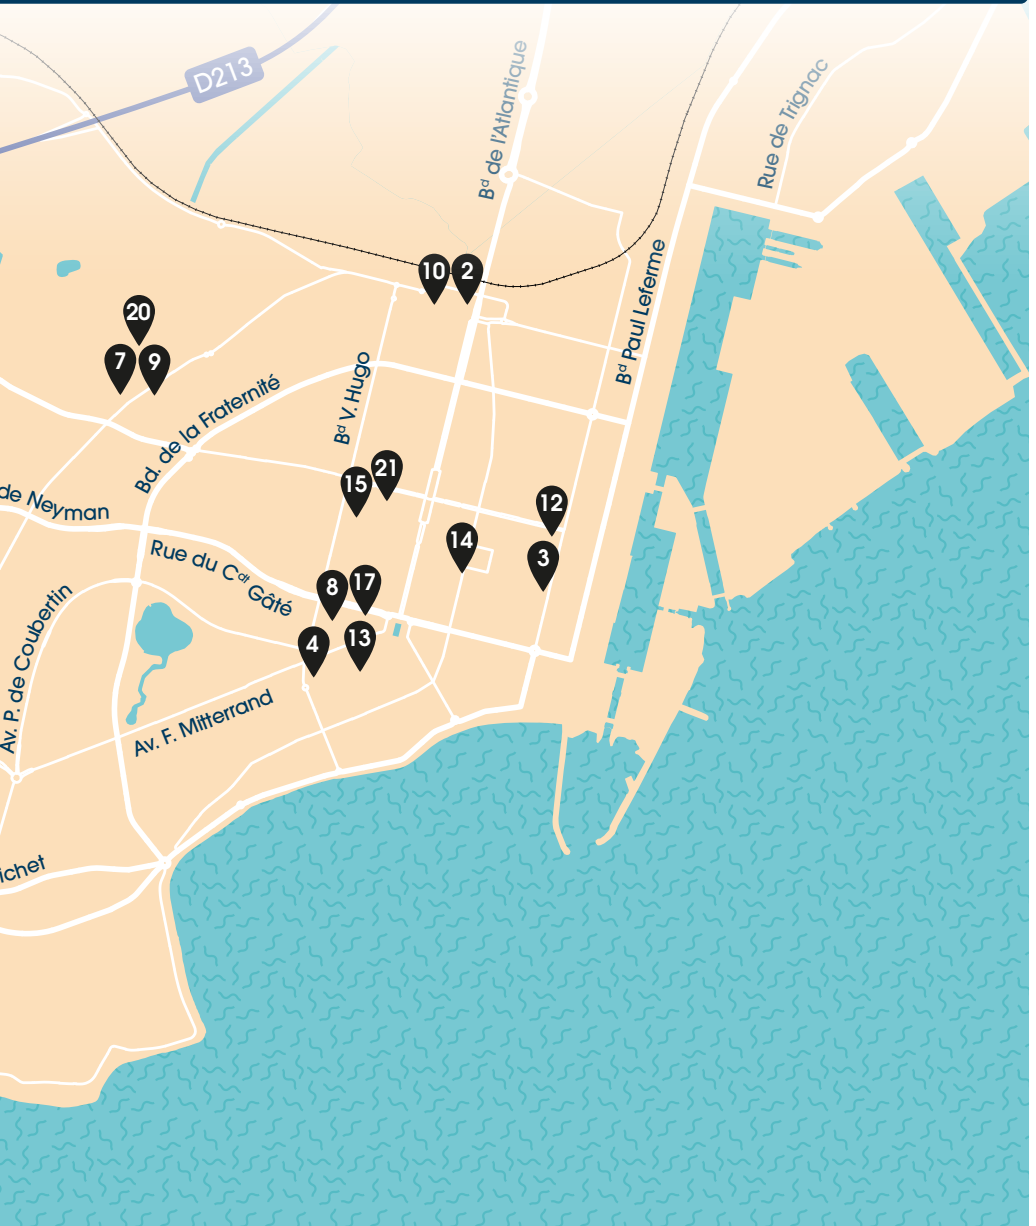 D213
Bd de l'Atlantique
Rue de Trignac
10
2
Bd Paul Leferme
20
7
9
Bd V. Hugo
Bd. de la Fraternité
21
15
de Neyman
12
14
3
Rue du Cdt Gâté
8
17
13
4
Av. P. de Coubertin
Av. F. Mitterrand
ichet